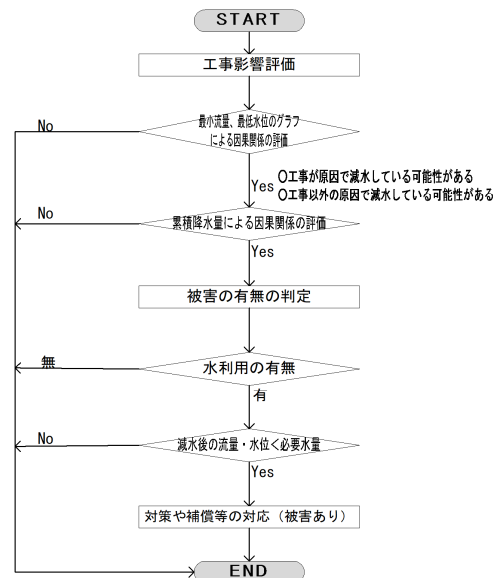 START
工事影響評価
最小流量、最低水位のグラフ
による因果関係の評価
No
Yes
〇工事が原因で減水している可能性がある
〇工事以外の原因で減水している可能性がある
No
累積降水量による因果関係の評価
Yes
被害の有無の判定
無
水利用の有無
有
No
減水後の流量・水位<必要水量
Yes
対策や補償等の対応（被害あり）
END